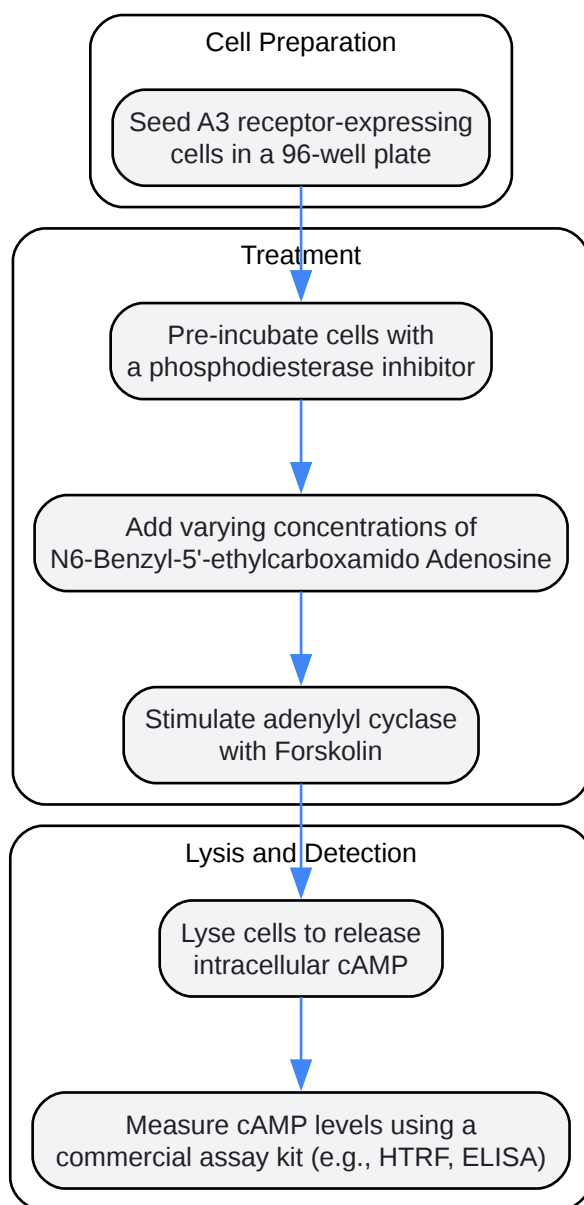 Cell Preparation
Seed A3 receptor-expressing
cells in a 96-well plate
Treatment
Pre-incubate cells with
a phosphodiesterase inhibitor
Add varying concentrations of
N6-Benzyl-5'-ethylcarboxamido Adenosine
Stimulate adenylyl cyclase
with Forskolin
Lysis and Detection
Lyse cells to release
intracellular cAMP
Measure cAMP levels using a
commercial assay kit (e.g., HTRF, ELISA)